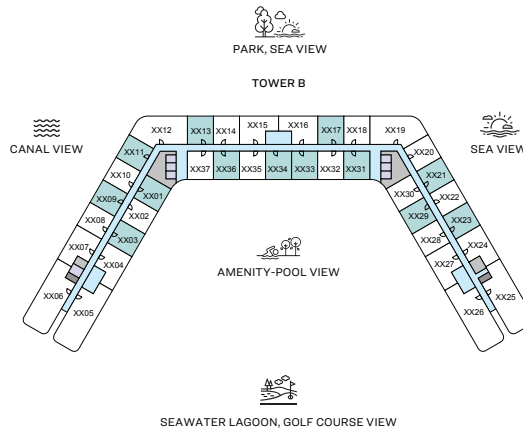 PARK, SEA VIEW
TOWER B
XX12
XX13
XX14
XX15
XX16
XX17
XX18
XX19
CANAL VIEW
SEA VIEW
XX11
XX20
XX37
XX36
XX35
XX34
XX33
XX32
XX31
XX10
XX01
XX30
XX21
XX09
XX02
XX29
XX22
XX08
XX03
XX28
XX23
XX07
XX04
AMENITY-POOL VIEW
XX27
XX24
XX06
XX05
XX26
XX25
SEAWATER LAGOON, GOLF COURSE VIEW